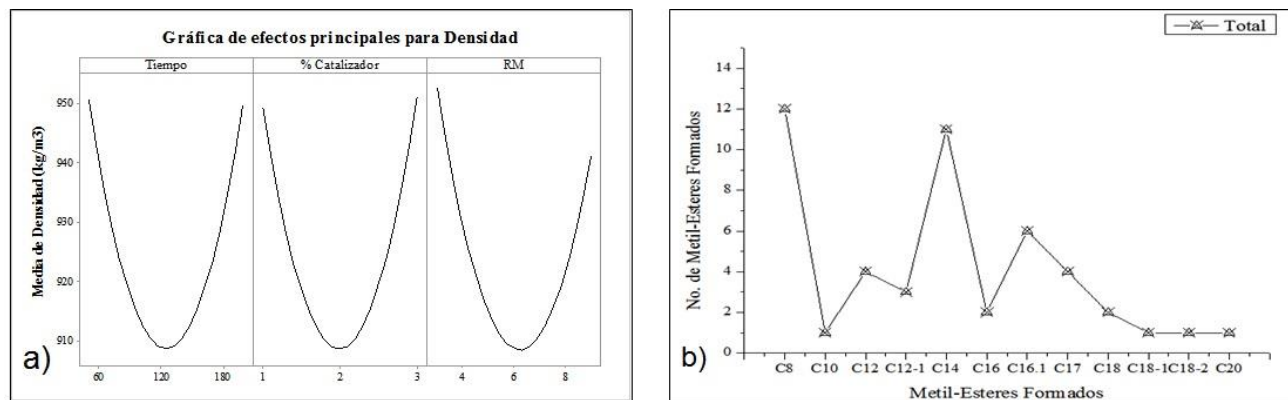 Gráfica de efectos principales para Densidad
Tiempo % Catalizador RM
Media de Densidad (kg/m3)
950
940
930
920
910
60 120 180 1 2 3 4 6 8
a)
Total
No. de Metil-Esteres Formados
14
12
10
8
6
4
2
0
C8 C10 C12 C12-1 C14 C16 C16.1 C17 C18 C18-1 C18-2 C20
Metil-Esteres Formados
b)